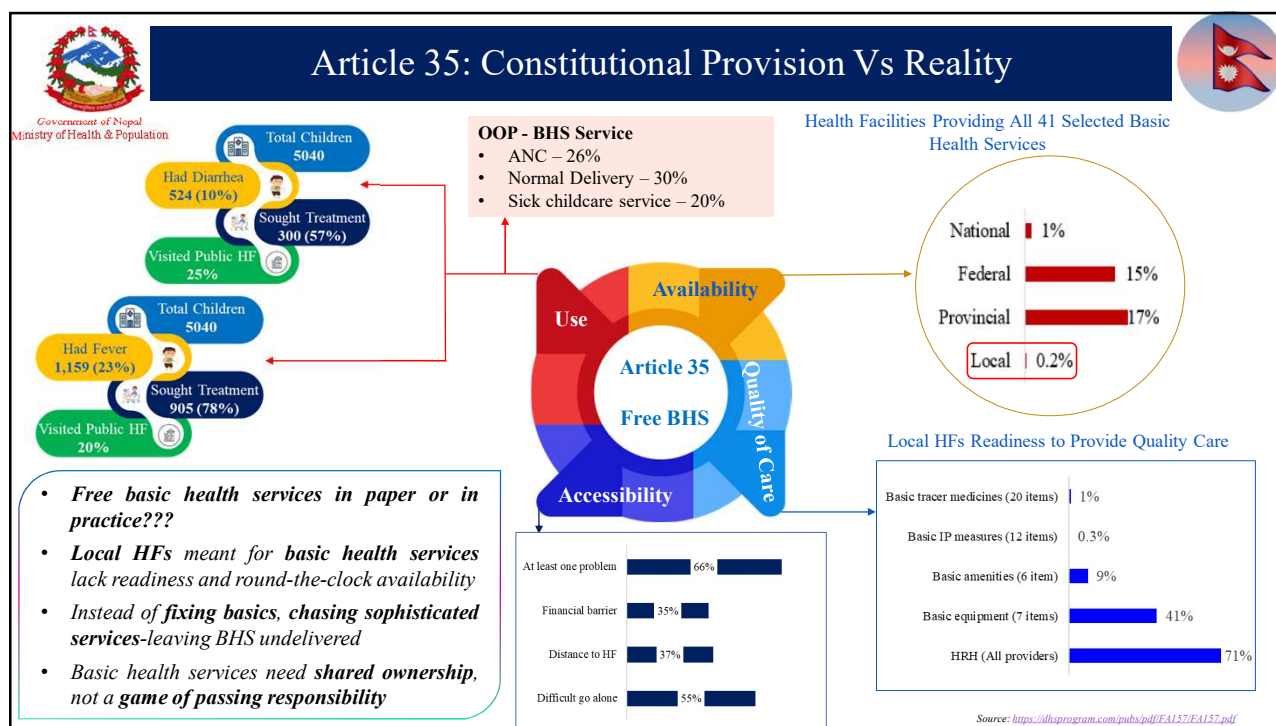 Article 35: Constitutional Provision Vs Reality
Government of Nepal
Ministry of Health & Population
Total Children
5040
Had Diarrhea
524 (10%)
Sought Treatment
300 (57%)
Visited Public HF
25%
Total Children
5040
Had Fever
1,159 (23%)
Sought Treatment
905 (78%)
Visited Public HF
20%
OOP - BHS Service
• ANC – 26%
• Normal Delivery – 30%
• Sick childcare service – 20%
Health Facilities Providing All 41 Selected Basic
Health Services
National 1%
Federal 15%
Provincial 17%
Local 0.2%
Use
Availability
Quality of Care
Accessibility
Article 35
Free BHS
Local HFs Readiness to Provide Quality Care
Basic tracer medicines (20 items) 1%
Basic IP measures (12 items) 0.3%
Basic amenities (6 item) 9%
Basic equipment (7 items) 41%
HRH (All providers) 71%
At least one problem 66%
Financial barrier 35%
Distance to HF 37%
Difficult go alone 55%
• Free basic health services in paper or in
practice???
• Local HFs meant for basic health services
lack readiness and round-the-clock availability
• Instead of fixing basics, chasing sophisticated
services-leaving BHS undelivered
• Basic health services need shared ownership,
not a game of passing responsibility
Source: https://dhsprogram.com/pubs/pdf/FA157/FA157.pdf